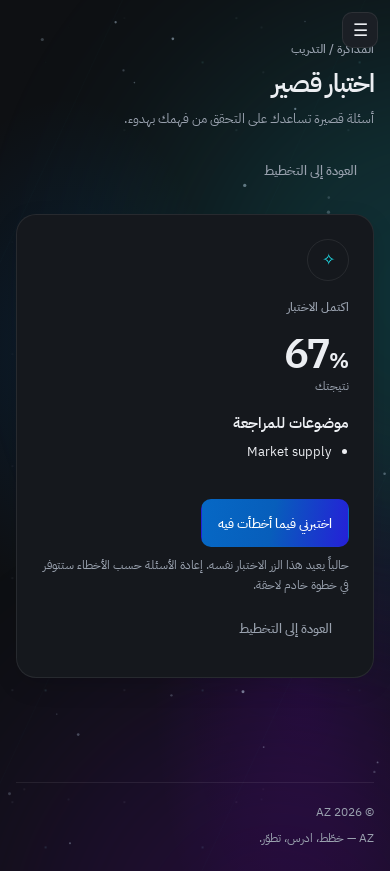 المذاكرة / التدريب
اختبار قصير
أسئلة قصيرة تساعدك على التحقق من فهمك بهدوء.
العودة إلى التخطيط
اكتمل الاختبار
67%
نتيجتك
موضوعات للمراجعة
Market supply
اختبرني فيما أخطأت فيه
حالياً يعيد هذا الزر الاختبار نفسه. إعادة الأسئلة حسب الأخطاء ستتوفر
في خطوة خادم لاحقة.
العودة إلى التخطيط
© 2026 AZ
AZ — خطّط، ادرس، تطوّر.